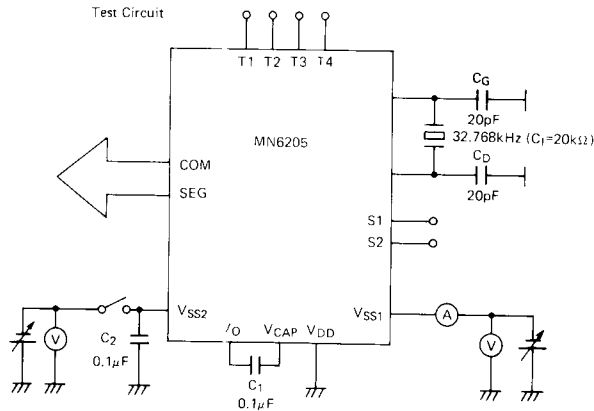 Test Circuit
T1 T2 T3 T4
MN6205
COM
SEG
CG
20pF
32.768kHz (CI=20kΩ)
CD
20pF
S1
S2
VSS2
VSS1
VCAP
VDD
V
C2
0.1μF
C1
0.1μF
A
V